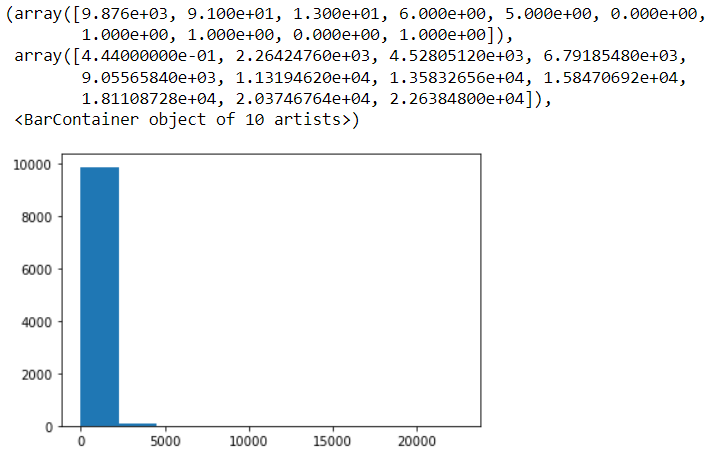 (array([9.876e+03, 9.100e+01, 1.300e+01, 6.000e+00, 5.000e+00, 0.000e+00,
1.000e+00, 1.000e+00, 0.000e+00, 1.000e+00]),
array([4.44000000e-01, 2.26424760e+03, 4.52805120e+03, 6.79185480e+03,
9.05565840e+03, 1.13194620e+04, 1.35832656e+04, 1.58470692e+04,
1.81108728e+04, 2.03746764e+04, 2.26384800e+04]),
<BarContainer object of 10 artists>)
10000
8000
6000
4000
2000
0
0 5000 10000 15000 20000